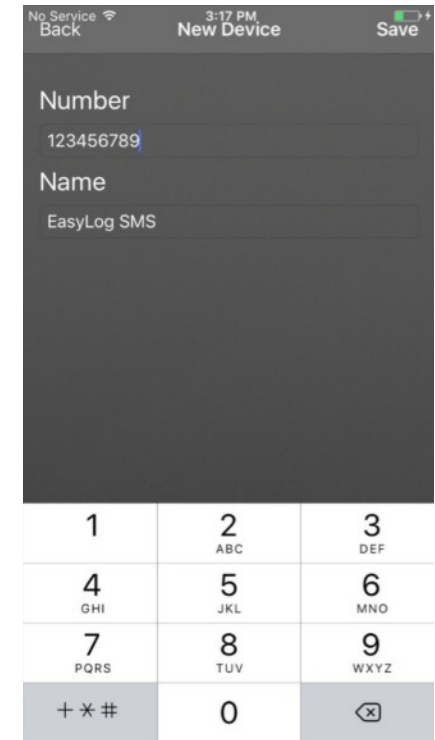 No Service 3:17 PM
Back New Device Save
Number
123456789
Name
EasyLog SMS
1 2 3
ABC DEF
4 5 6
GHI JKL MNO
7 8 9
PQRS TUV WXYZ
+*# 0